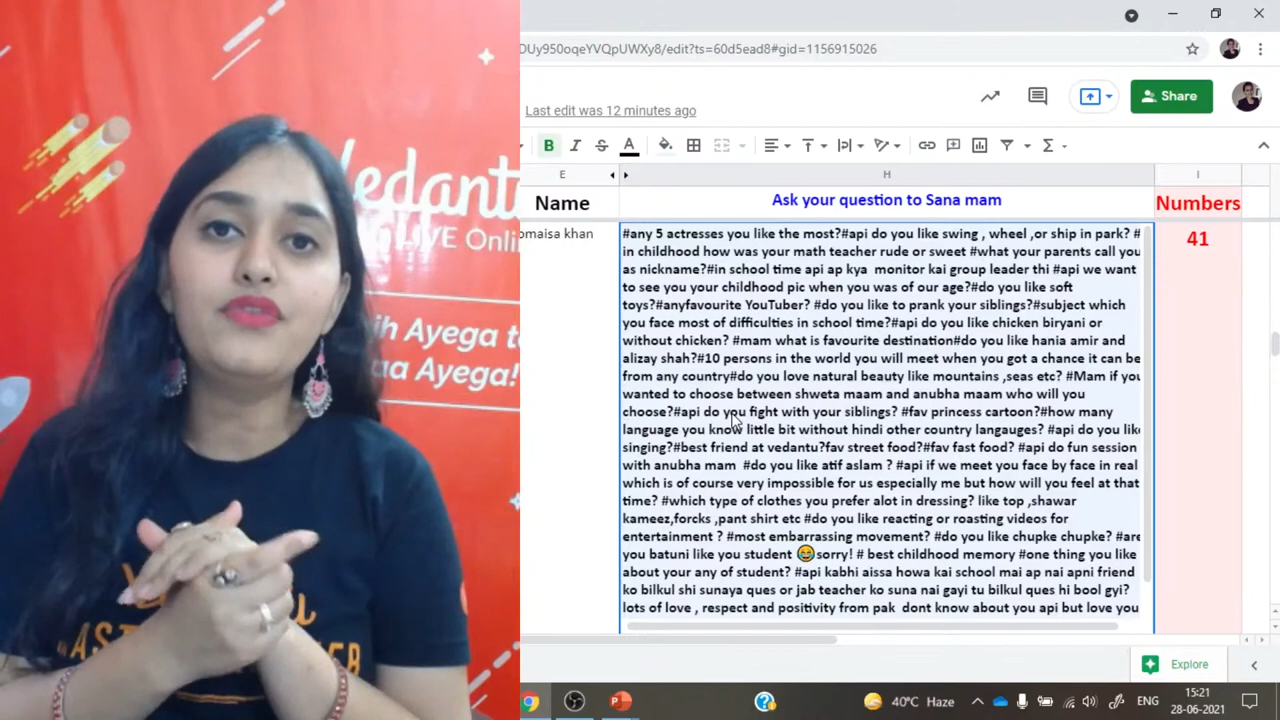 edant
LIVE Onlin
ih Ayega t
aa Ayega!
DUy950oqeYVQpUWXy8/edit?ts=60d5ead8#gid=1156915026
Last edit was 12 minutes ago
Share
B I S A
E H I
Name Ask your question to Sana mam Numbers
omaisa khan
41
#any 5 actresses you like the most?#api do you like swing , wheel ,or ship in park? #
in childhood how was your math teacher rude or sweet #what your parents call you
as nickname?#in school time api ap kya monitor kai group leader thi #api we want
to see you your childhood pic when you was of our age?#do you like soft
toys?#anyfavourite YouTuber? #do you like to prank your siblings?#subject which
you face most of difficulties in school time?#api do you like chicken biryani or
without chicken? #mam what is favourite destination#do you like hania amir and
alizay shah?#10 persons in the world you will meet when you got a chance it can be
from any country#do you love natural beauty like mountains ,seas etc? #Mam if you
wanted to choose between shweta maam and anubha maam who will you
choose?#api do you fight with your siblings? #fav princess cartoon?#how many
language you know little bit without hindi other country langauges? #api do you like
singing?#best friend at vedantu?fav street food?#fav fast food? #api do fun session
with anubha mam #do you like atif aslam ? #api if we meet you face by face in real
which is of course very impossible for us especially me but how will you feel at that
time? #which type of clothes you prefer alot in dressing? like top ,shawar
kameez,forcks ,pant shirt etc #do you like reacting or roasting videos for
entertainment ? #most embarrassing movement? #do you like chupke chupke? #are
you batuni like you student 😂sorry! # best childhood memory #one thing you like
about your any of student? #api kabhi aissa howa kai school mai ap nai apni friend
ko bilkul shi sunaya ques or jab teacher ko suna nai gayi tu bilkul ques hi bool gyi?
lots of love , respect and positivity from pak dont know about you api but love you
Explore
40°C Haze
ENG
15:21
28-06-2021